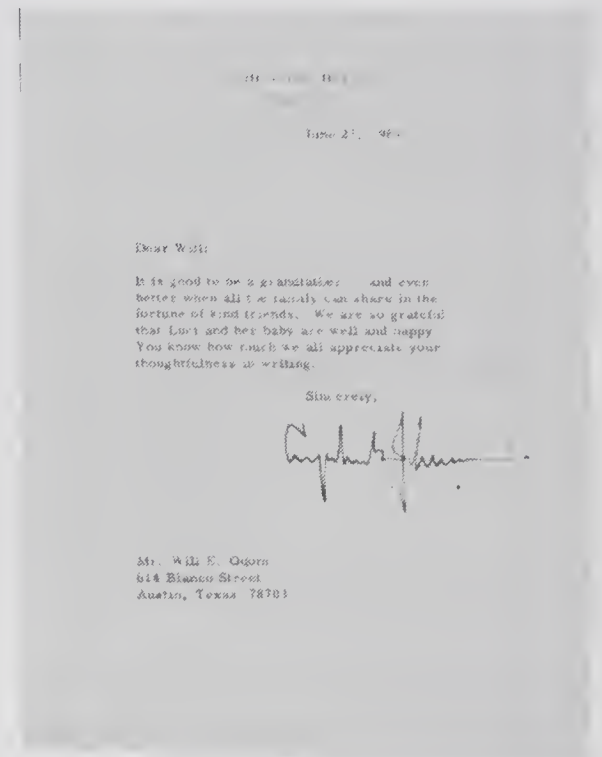 Dear Will:
It is good to be a grandfather and even
better when all the family can share in the
fortune of kind friends. We are so grateful
that Luci and her baby are well and happy
You know how much we all appreciate your
thoughtfulness in writing.
Sincerely,
Mr. Will E.
614 Blanco Street
Austin, Texas 78703